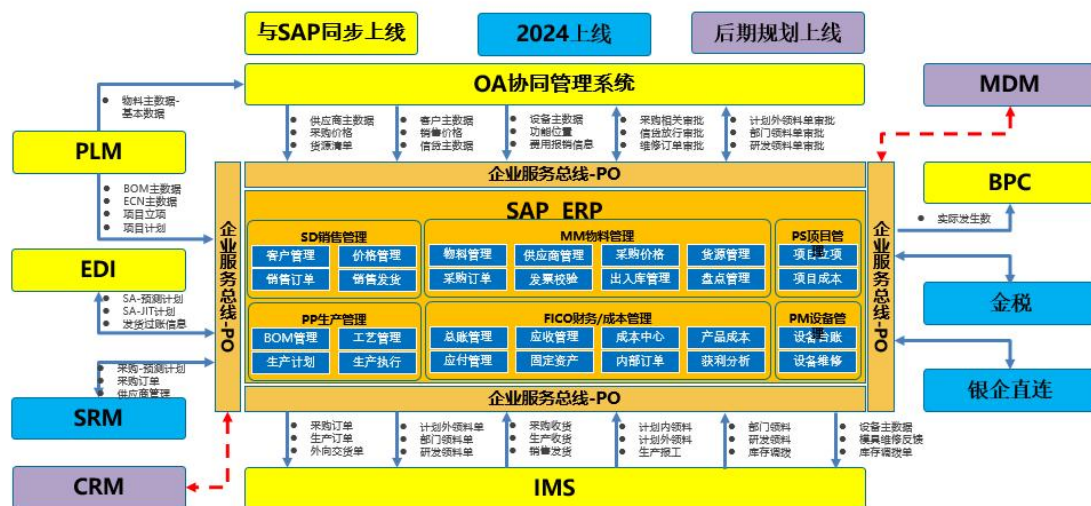 与SAP同步上线
2024上线
后期规划上线
OA协同管理系统
MDM
物料主数据-
基本数据
PLM
供应商主数据
采购价格
货源清单
客户主数据
销售价格
信贷主数据
设备主数据
功能位置
费用报销信息
采购相关审批
信贷放行审批
维修订单审批
计划外领料单审批
部门领料单审批
研发领料单审批
企业服务总线-PO
BPC
BOM主数据
ECN主数据
项目立项
项目计划
实际发生数
企业服务总线-PO
企业服务总线-PO
SAP ERP
SD销售管理
客户管理
价格管理
销售订单
销售发货
MM物料管理
物料管理
供应商管理
采购价格
货源管理
采购订单
发票校验
出入库管理
盘点管理
PS项目管理
项目立项
项目成本
EDI
SA-预测计划
SA-JIT计划
发货过账信息
金税
PP生产管理
BOM管理
工艺管理
生产计划
生产执行
FICO财务/成本管理
总账管理
应收管理
成本中心
产品成本
应付管理
固定资产
内部订单
获利分析
PM设备管理
设备台账
设备维修
采购-预测计划
采购订单
供应商管理
SRM
银企直连
企业服务总线-PO
采购订单
生产订单
外向交货单
计划外领料单
部门领料单
研发领料单
采购收货
生产收货
销售发货
计划内领料
计划外领料
生产报工
部门领料
研发领料
库存调拨
设备主数据
模具维修反馈
库存调拨单
CRM
IMS